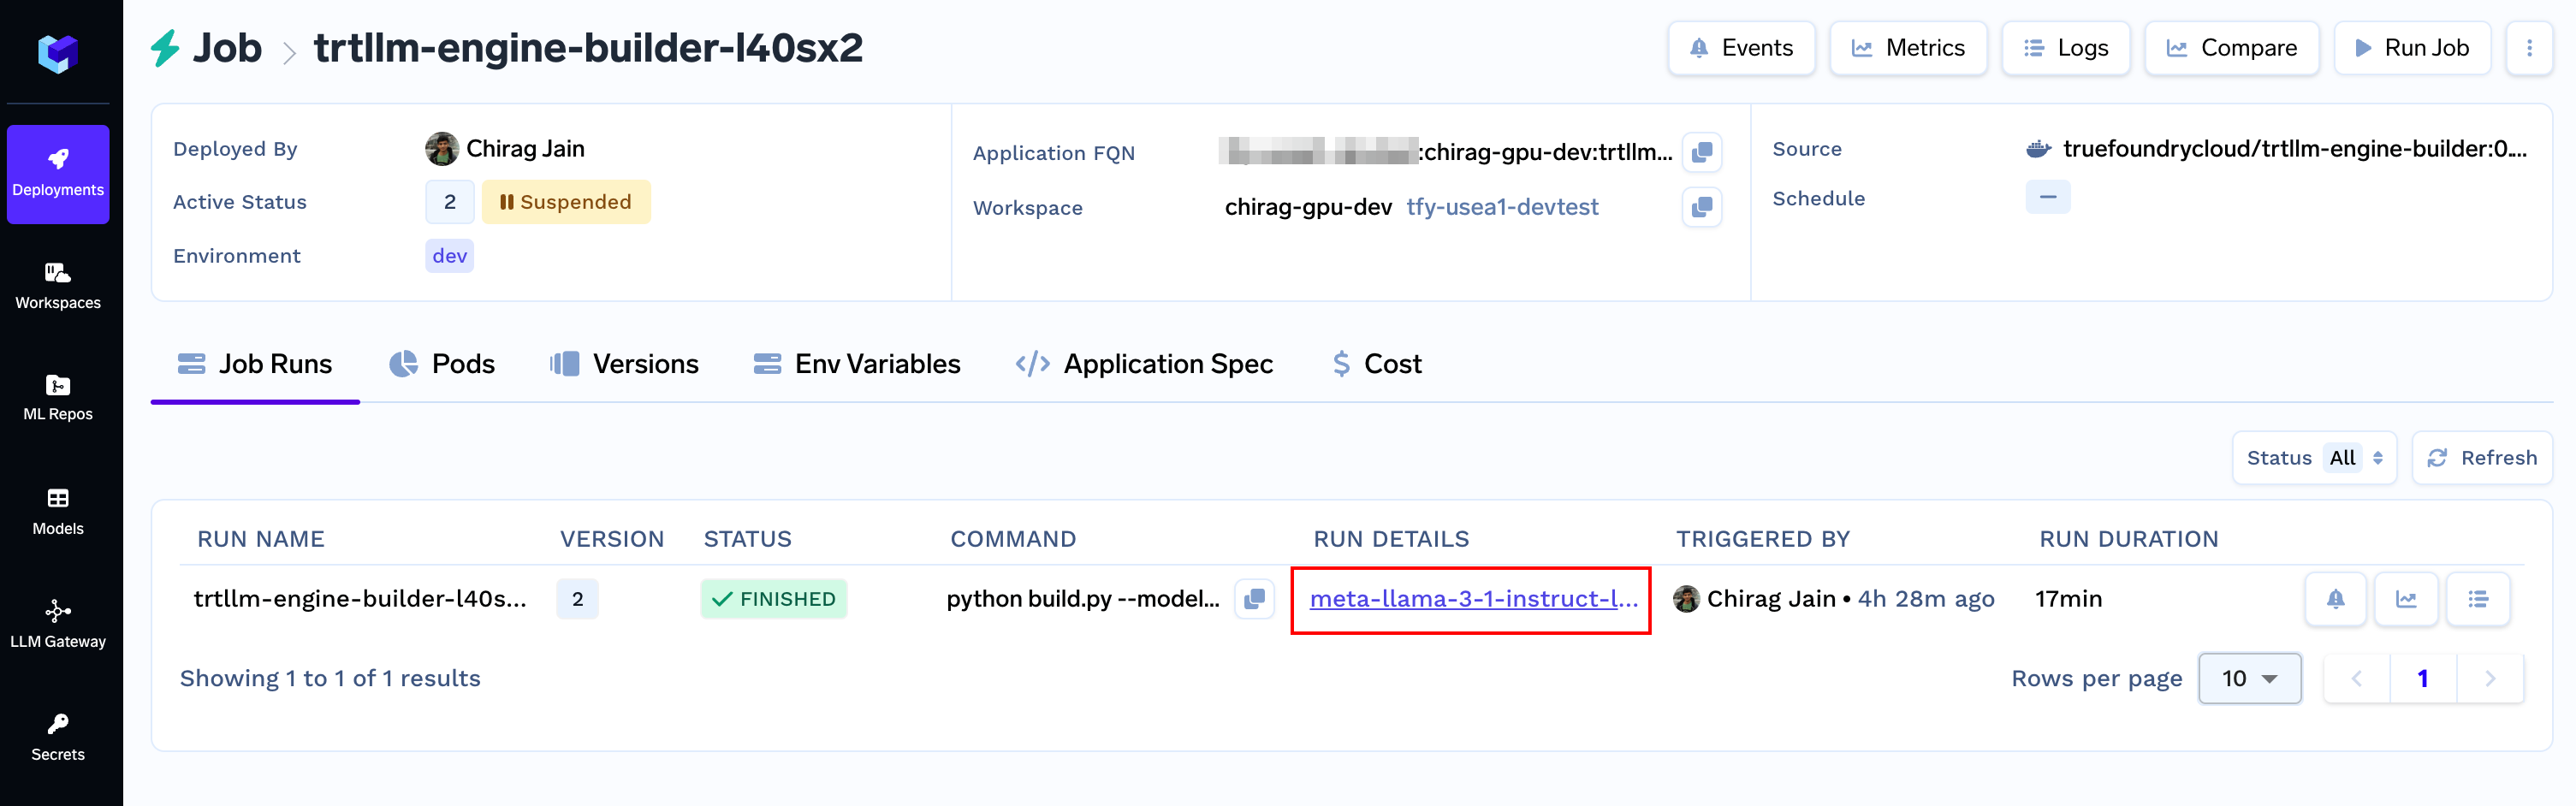 Job > trtllm-engine-builder-l40sx2
Events
Metrics
Logs
Compare
Run Job
Deployments
Workspaces
ML Repos
Models
LLM Gateway
Secrets
Deployed By
Chirag Jain
Active Status
2
Suspended
Environment
dev
Application FQN
:chirag-gpu-dev:trtllm...
Workspace
chirag-gpu-dev tfy-usea1-devtest
Source
truefoundrycloud/trtllm-engine-builder:0....
Schedule
–
Job Runs
Pods
Versions
Env Variables
</> Application Spec
$ Cost
Status All
Refresh
RUN NAME VERSION STATUS COMMAND RUN DETAILS TRIGGERED BY RUN DURATION
trtllm-engine-builder-l40s... 2 FINISHED python build.py --model... meta-llama-3-1-instruct-l... Chirag Jain • 4h 28m ago 17min
Showing 1 to 1 of 1 results
Rows per page 10 < 1 >